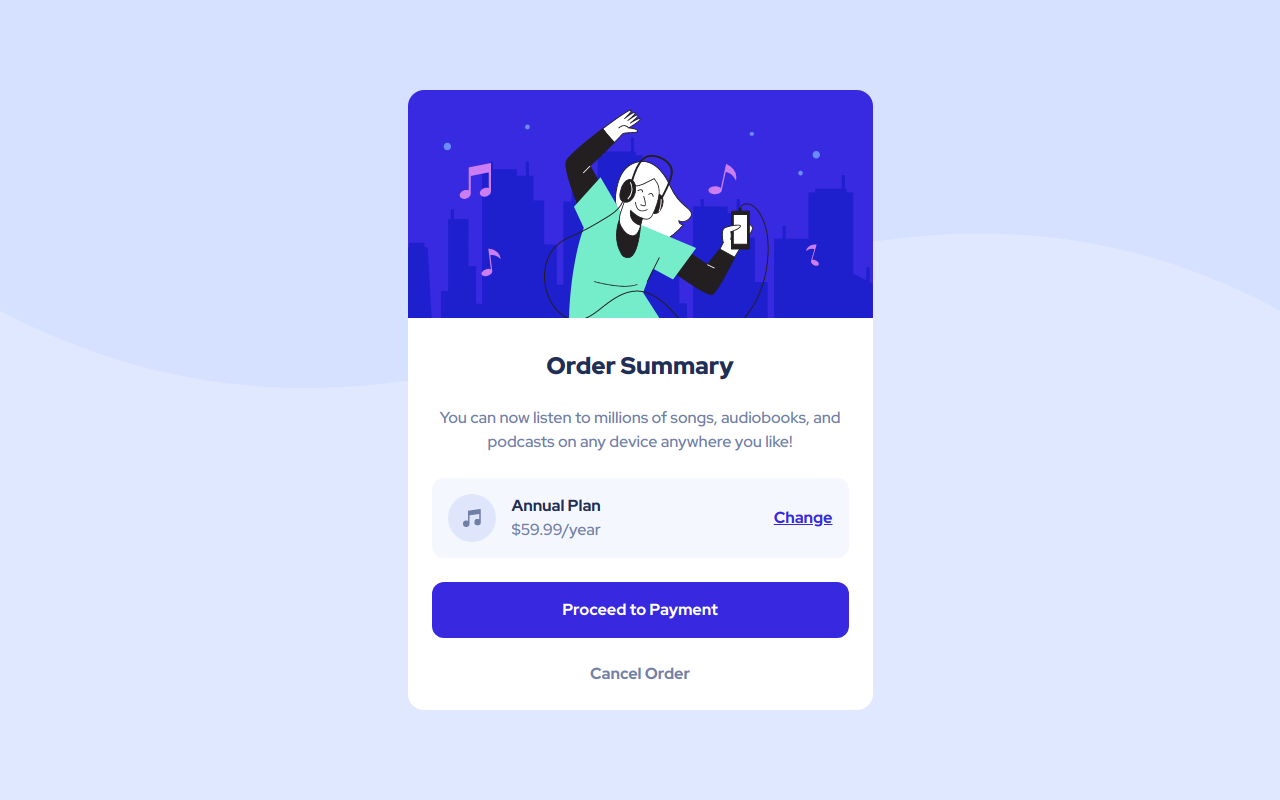 Order Summary
You can now listen to millions of songs, audiobooks, and
podcasts on any device anywhere you like!
Annual Plan
$59.99/year
Change
Proceed to Payment
Cancel Order